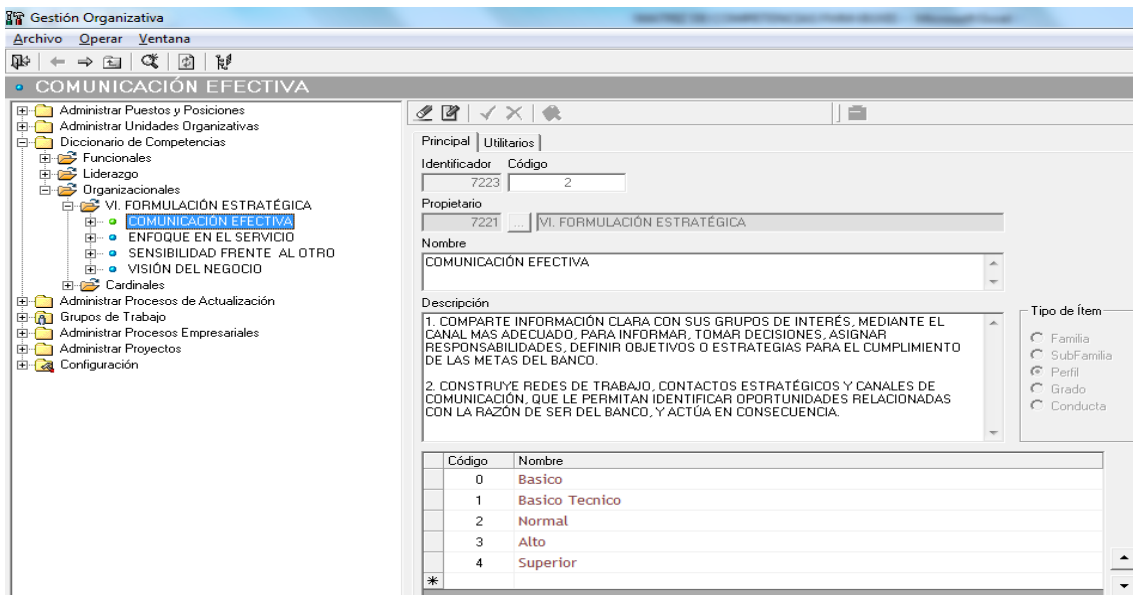 Gestión Organizativa
Archivo Operar Ventana
COMUNICACIÓN EFECTIVA
Administrar Puestos y Posiciones
Administrar Unidades Organizativas
Diccionario de Competencias
Funcionales
Liderazgo
Organizacionales
VI. FORMULACIÓN ESTRATÉGICA
COMUNICACIÓN EFECTIVA
ENFOQUE EN EL SERVICIO
SENSIBILIDAD FRENTE AL OTRO
VISIÓN DEL NEGOCIO
Cardinales
Administrar Procesos de Actualización
Grupos de Trabajo
Administrar Procesos Empresariales
Administrar Proyectos
Configuración
Principal Utilitarios
Identificador Código
7223 2
Propietario
7221 ... VI. FORMULACIÓN ESTRATÉGICA
Nombre
COMUNICACIÓN EFECTIVA
Descripción
1. COMPARTE INFORMACIÓN CLARA CON SUS GRUPOS DE INTERÉS, MEDIANTE EL
CANAL MAS ADECUADO, PARA INFORMAR, TOMAR DECISIONES, ASIGNAR
RESPONSABILIDADES, DEFINIR OBJETIVOS O ESTRATEGIAS PARA EL CUMPLIMIENTO
DE LAS METAS DEL BANCO.
2. CONSTRUYE REDES DE TRABAJO, CONTACTOS ESTRATÉGICOS Y CANALES DE
COMUNICACIÓN, QUE LE PERMITAN IDENTIFICAR OPORTUNIDADES RELACIONADAS
CON LA RAZÓN DE SER DEL BANCO, Y ACTÚA EN CONSECUENCIA.
Tipo de Ítem
Familia
SubFamilia
Perfil
Grado
Conducta
Código Nombre
0 Basico
1 Basico Tecnico
2 Normal
3 Alto
4 Superior